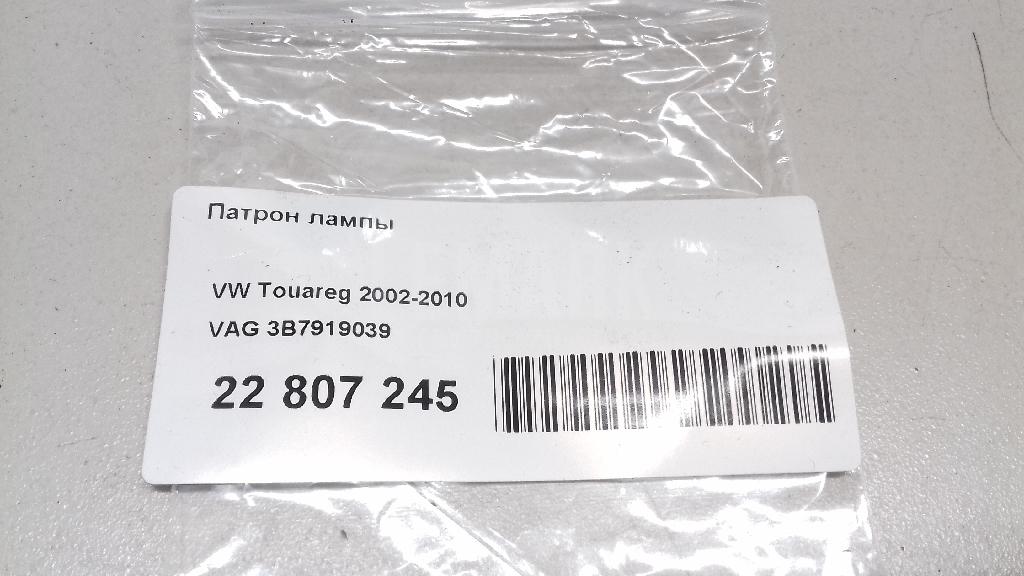 Патрон лампы
VW Touareg 2002-2010
VAG 3B7919039
22 807 245